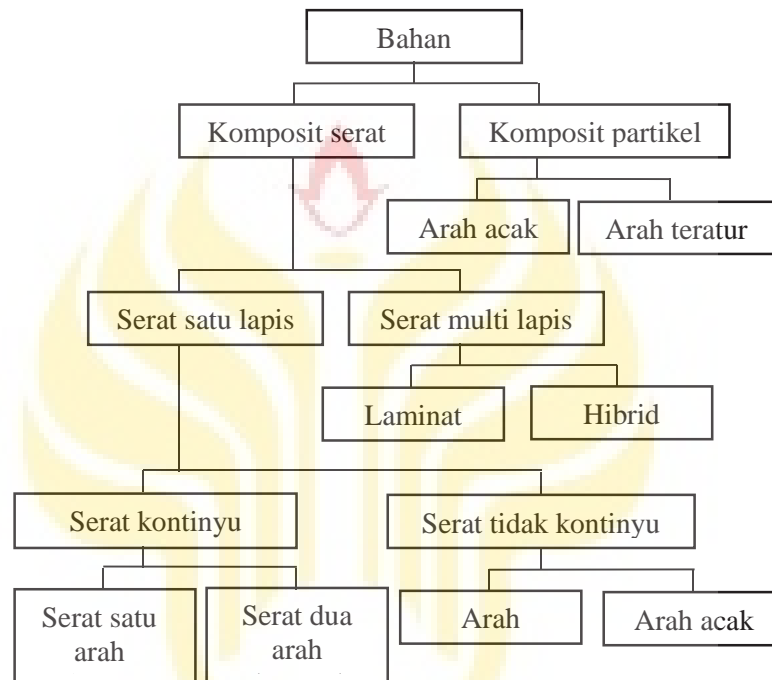 Bahan
Komposit serat
Komposit partikel
Arah acak
Arah teratur
Serat satu lapis
Serat multi lapis
Laminat
Hibrid
Serat kontinyu
Serat tidak kontinyu
Serat satu
arah
Serat dua
arah
Arah
Arah acak